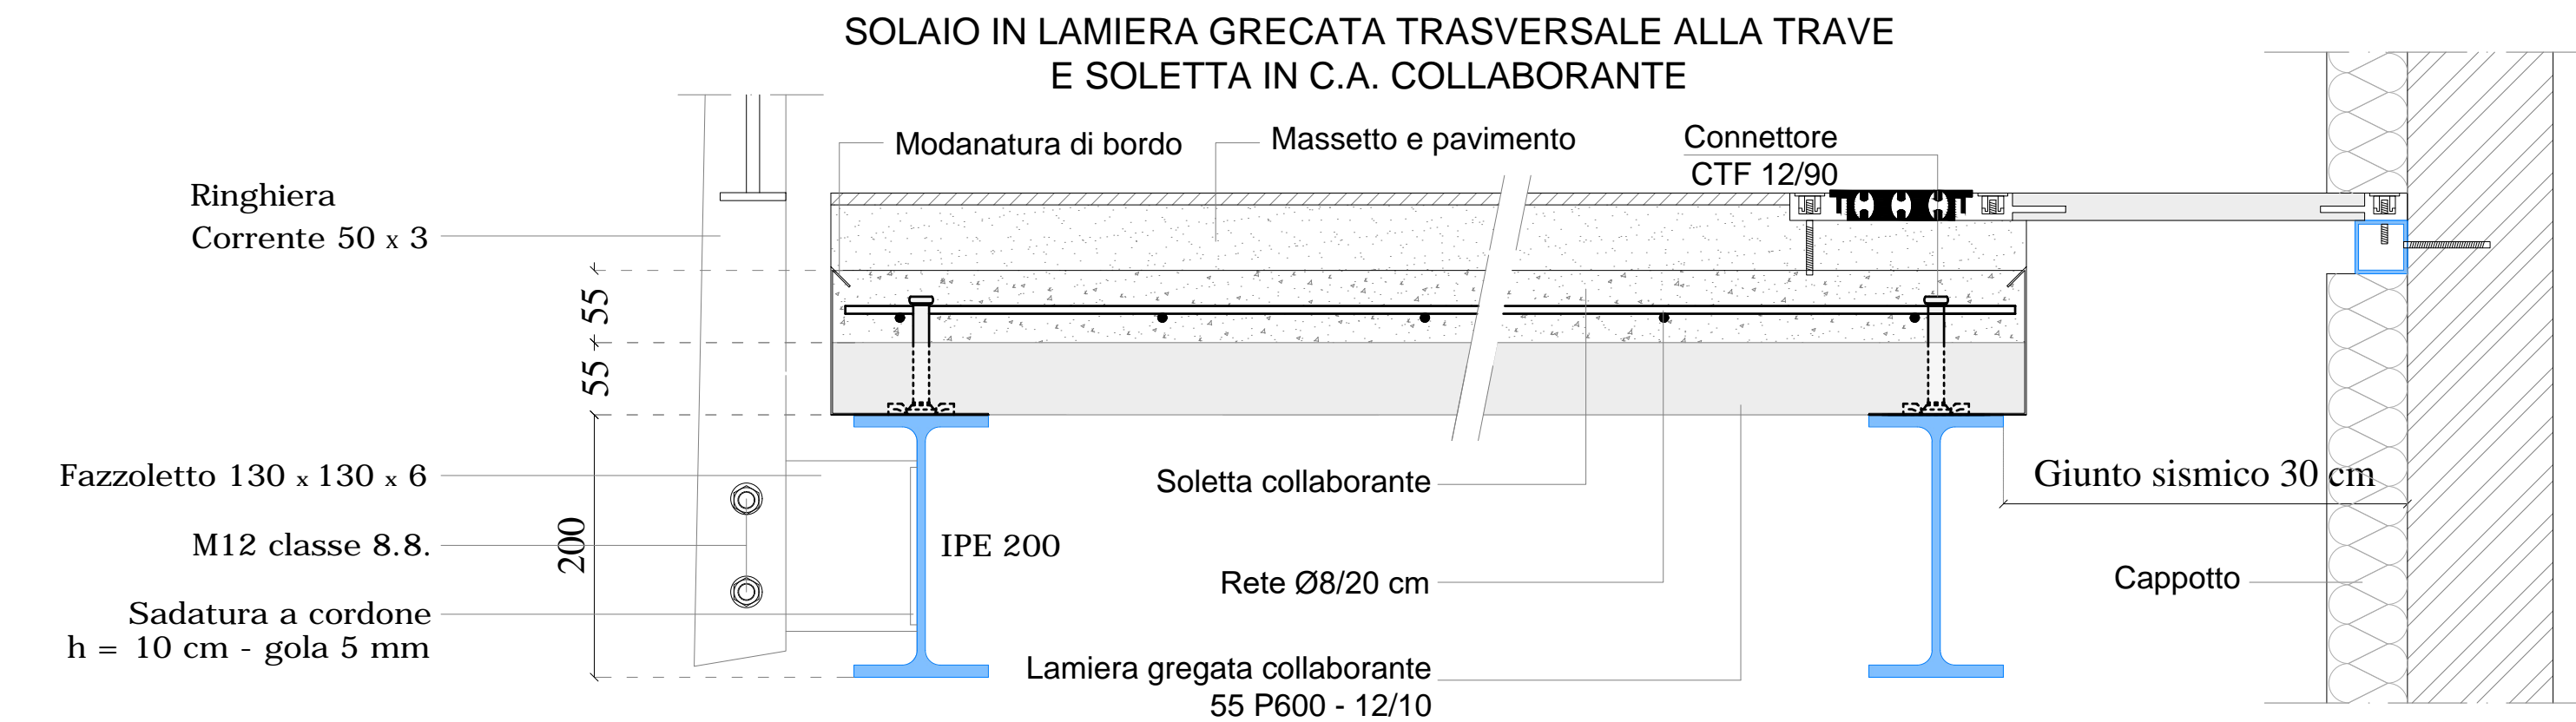 SOLAIO IN LAMIERA GRECATA TRASVERSALE ALLA TRAVE
E SOLETTA IN C.A. COLLABORANTE
Modanatura di bordo
Massetto e pavimento
Connettore
CTF 12/90
Ringhiera
Corrente 50 x 3
55
55
200
Fazzoletto 130 x 130 x 6
M12 classe 8.8.
Sadatura a cordone
h = 10 cm - gola 5 mm
IPE 200
Soletta collaborante
Rete Ø8/20 cm
Lamiera gregata collaborante
55 P600 - 12/10
Giunto sismico 30 cm
Cappotto